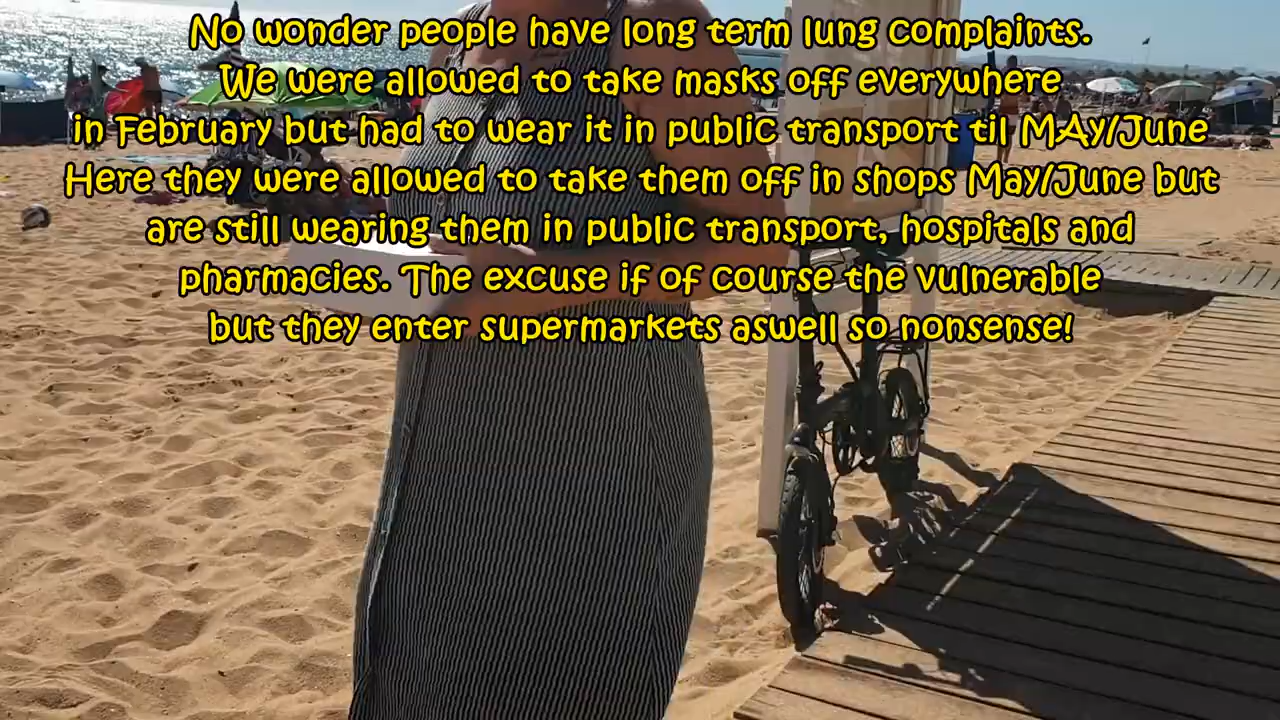 No wonder people have long term lung complaints.
We were allowed to take masks off everywhere
in February but had to wear it in public transport til MAy/June
Here they were allowed to take them off in shops May/June but
are still wearing them in public transport, hospitals and
pharmacies. The excuse if of course the vulnerable
but they enter supermarkets aswell so nonsense!